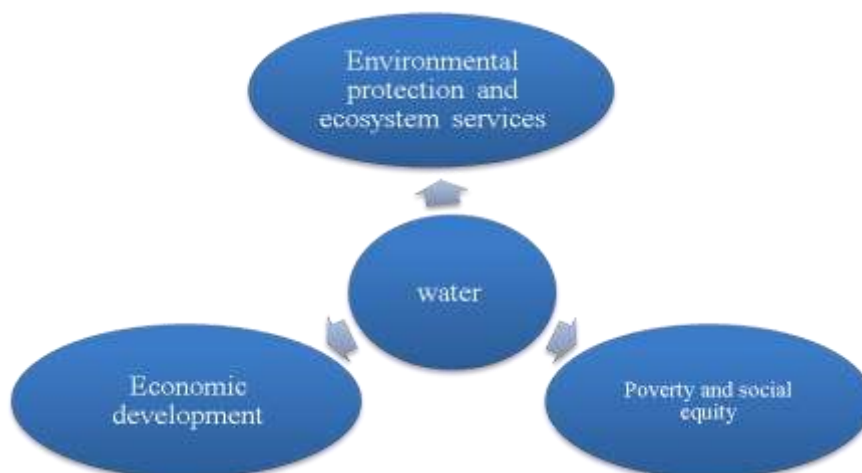 Environmental
protection and
ecosystem services
water
Economic
development
Poverty and social
equity